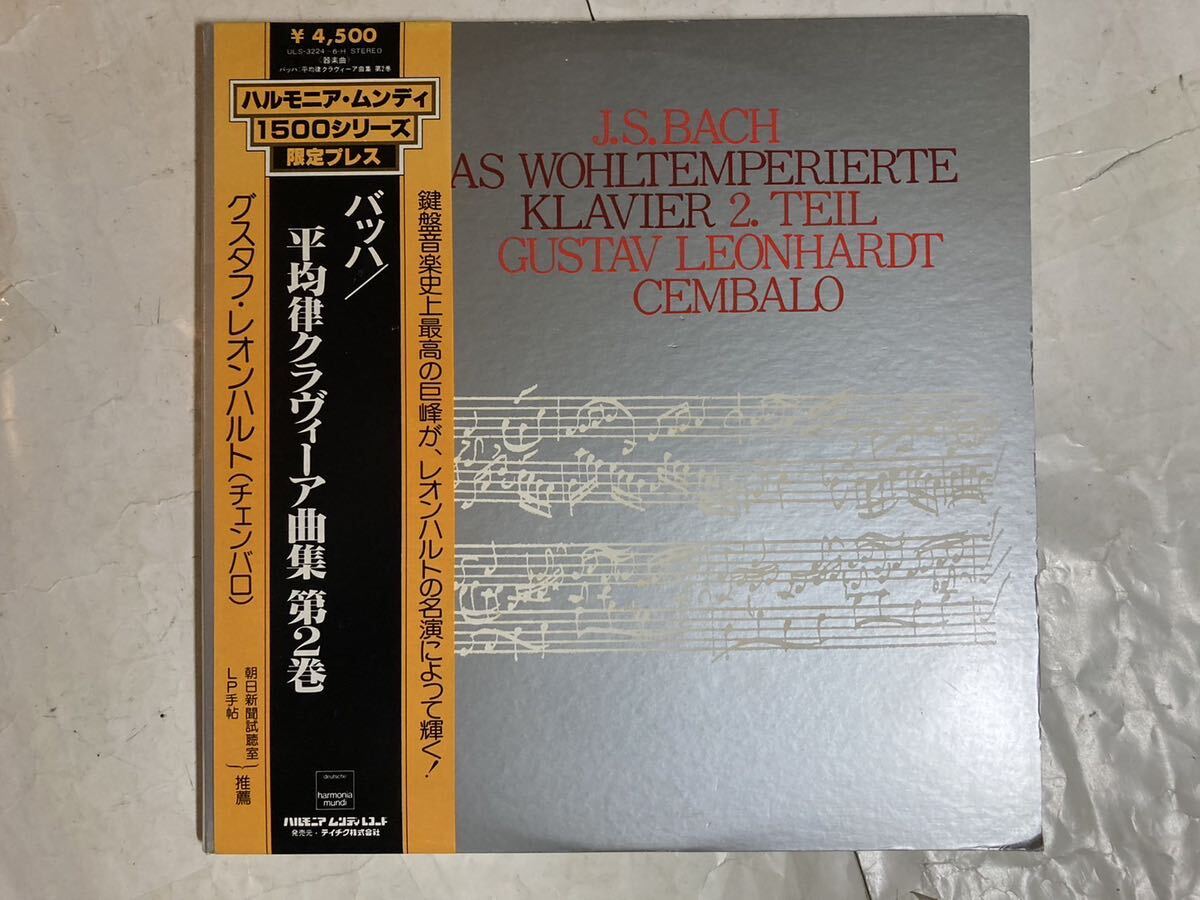 ¥ 4,500
ULS-3224~6-H STEREO
〈器楽曲〉
バッハ:平均律クラヴィーア曲集 第2巻
ハルモニア・ムンディ
1500シリーズ
限定プレス
鍵盤音楽史上最高の巨峰が、レオンハルトの名演によって輝く!
バッハ/
平均律クラヴィーア曲集 第2巻
グスタフ・レオンハルト(チェンバロ)
朝日新聞試聴室
LP手帖
推薦
deutsche
harmonia
mundi
ハルモニア ムンディ レコード
発売元・テイチク株式会社
J.S.BACH
AS WOHLTEMPERIERTE
KLAVIER 2. TEIL
GUSTAV LEONHARDT
CEMBALO